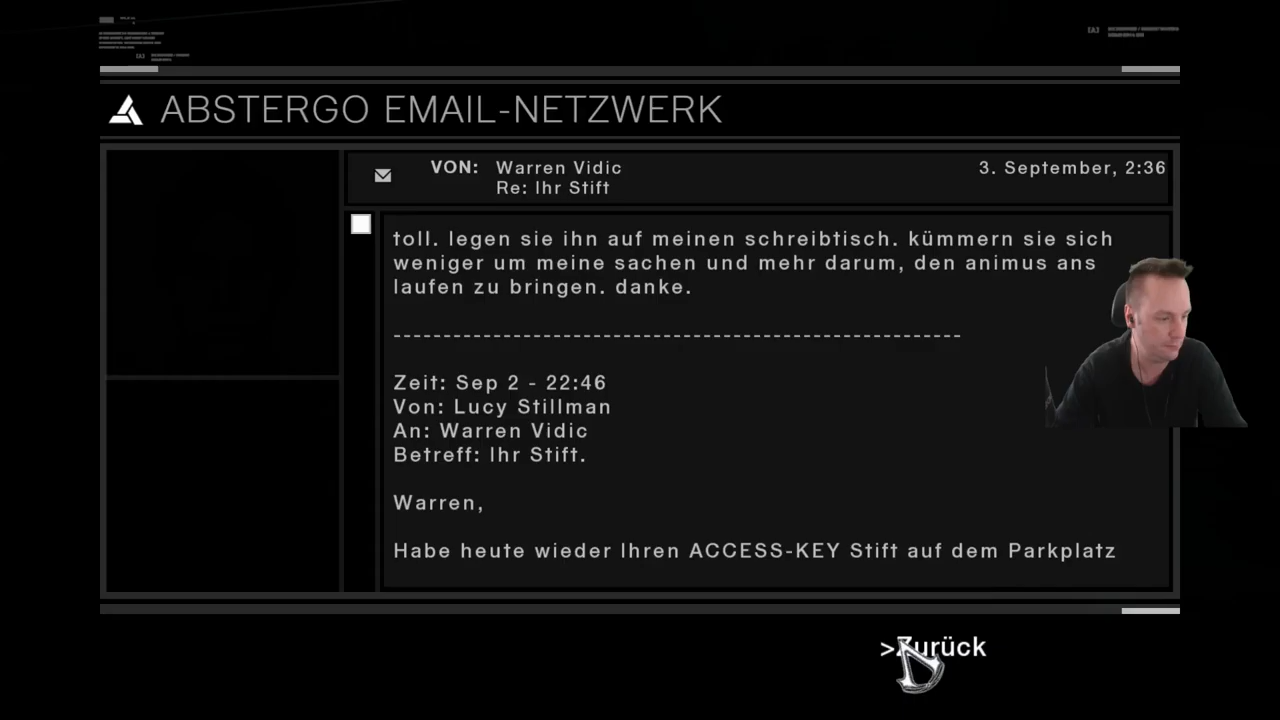 ABSTERGO EMAIL-NETZWERK
VON: Warren Vidic 3. September, 2:36
Re: Ihr Stift
toll. legen sie ihn auf meinen schreibtisch. kümmern sie sich
weniger um meine sachen und mehr darum, den animus ans
laufen zu bringen. danke.
------------------------------------------------------
Zeit: Sep 2 - 22:46
Von: Lucy Stillman
An: Warren Vidic
Betreff: Ihr Stift.
Warren,
Habe heute wieder Ihren ACCESS-KEY Stift auf dem Parkplatz
>Zurück